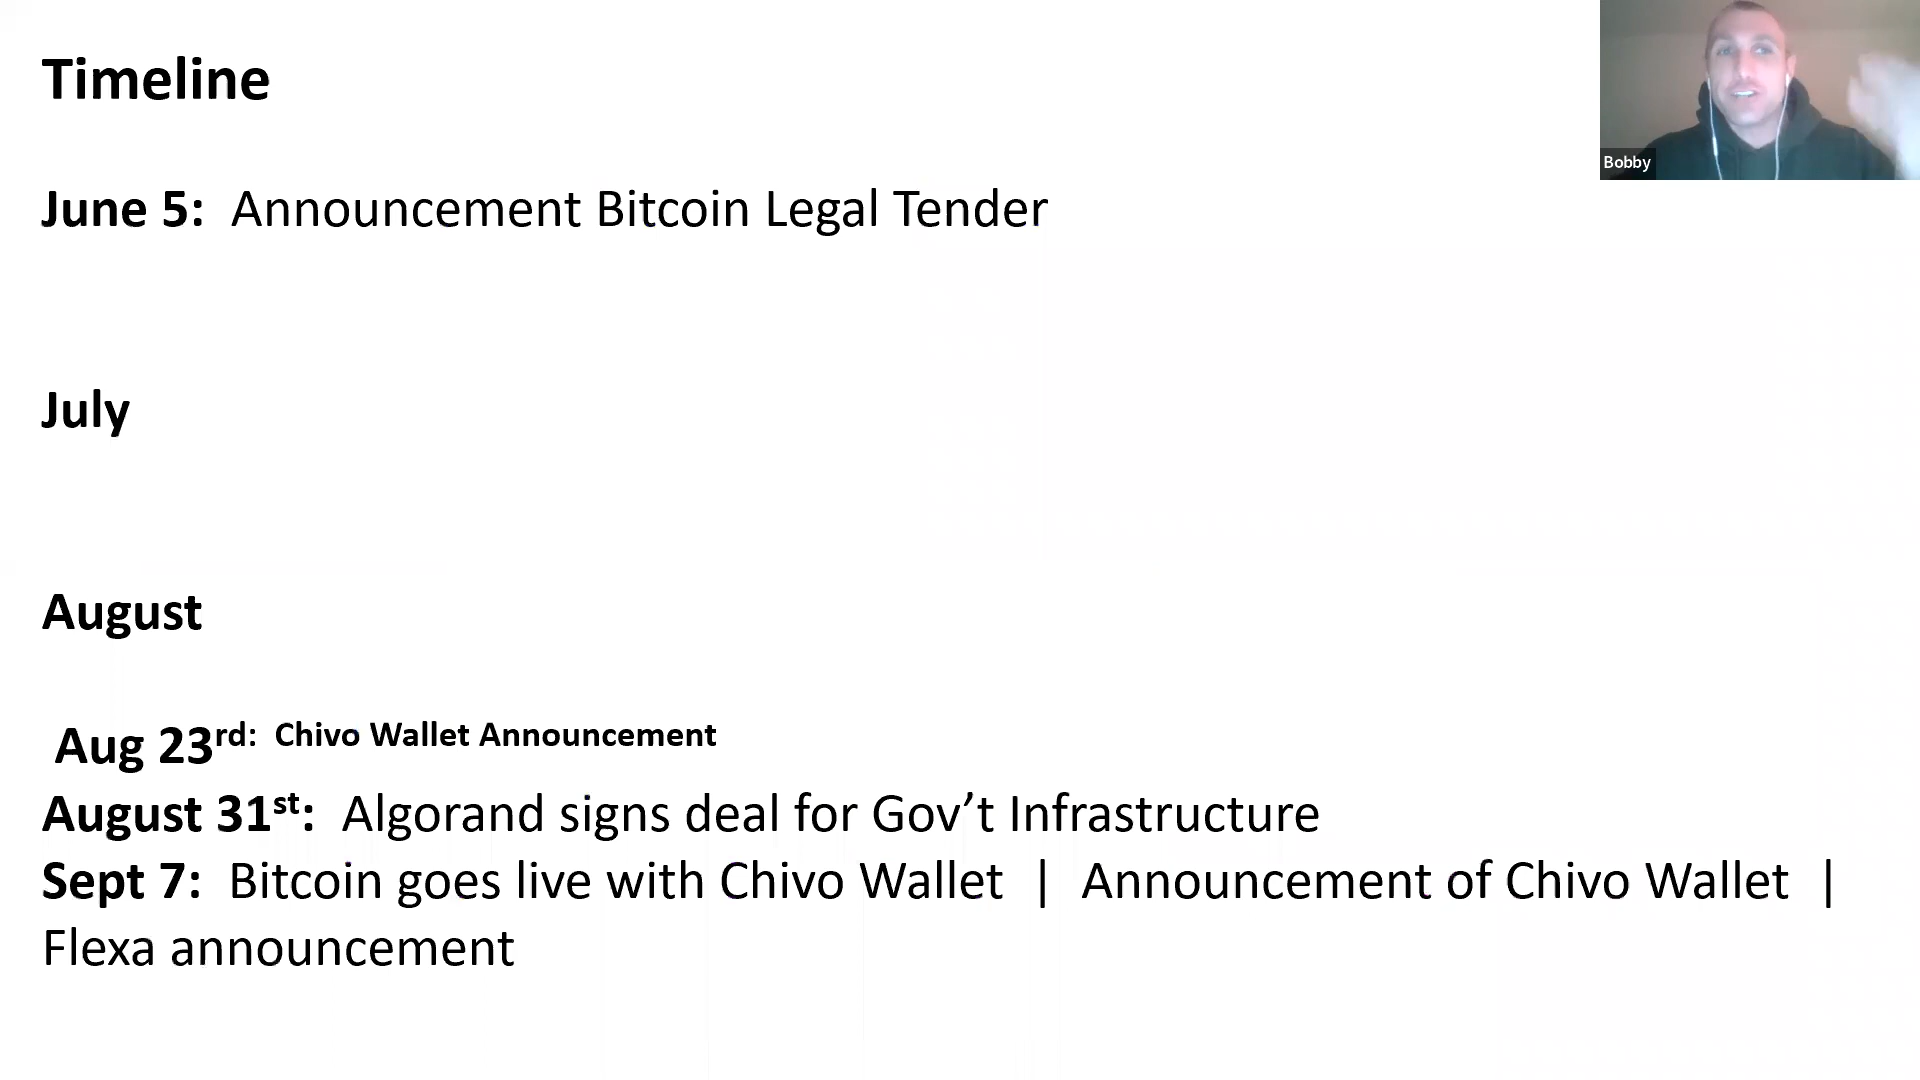 Timeline
Bobby
June 5: Announcement Bitcoin Legal Tender
July
August
Aug 23rd: Chivo Wallet Announcement
August 31st: Algorand signs deal for Gov’t Infrastructure
Sept 7: Bitcoin goes live with Chivo Wallet | Announcement of Chivo Wallet |
Flexa announcement